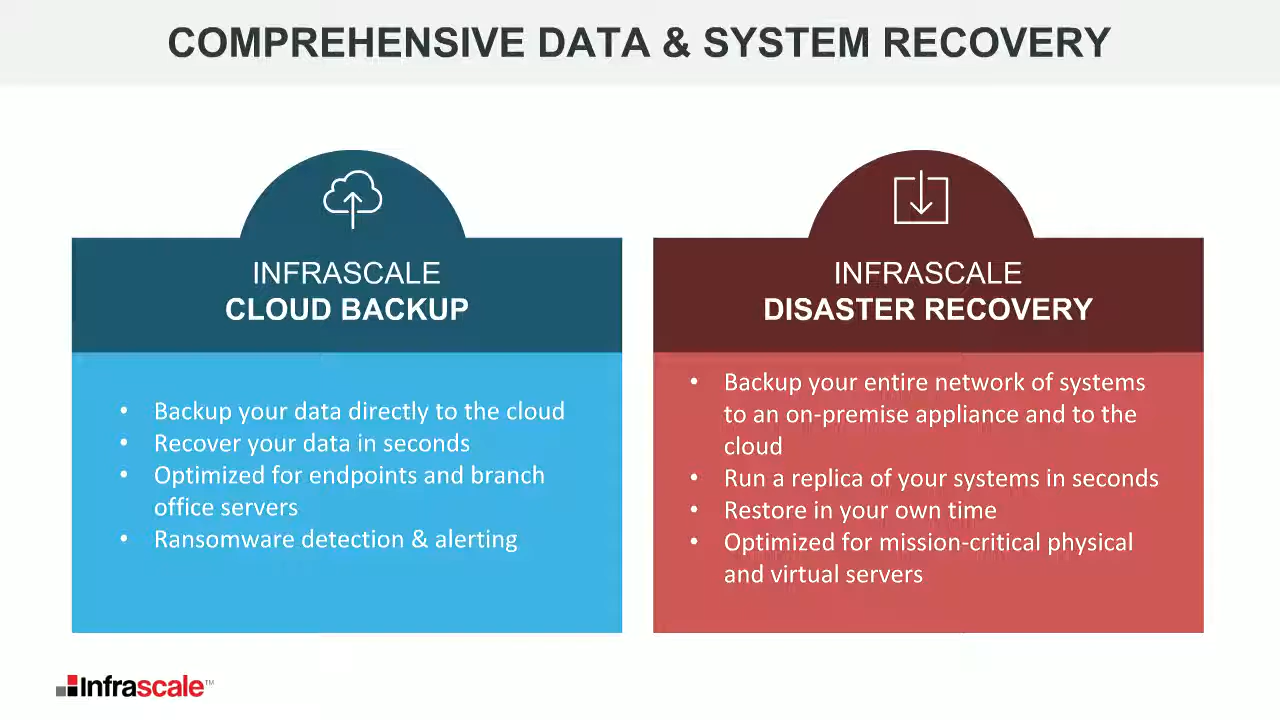 COMPREHENSIVE DATA & SYSTEM RECOVERY
INFRASCALE
CLOUD BACKUP
• Backup your data directly to the cloud
• Recover your data in seconds
• Optimized for endpoints and branch
office servers
• Ransomware detection & alerting
INFRASCALE
DISASTER RECOVERY
• Backup your entire network of systems
to an on-premise appliance and to the
cloud
• Run a replica of your systems in seconds
• Restore in your own time
• Optimized for mission-critical physical
and virtual servers
Infrascale™